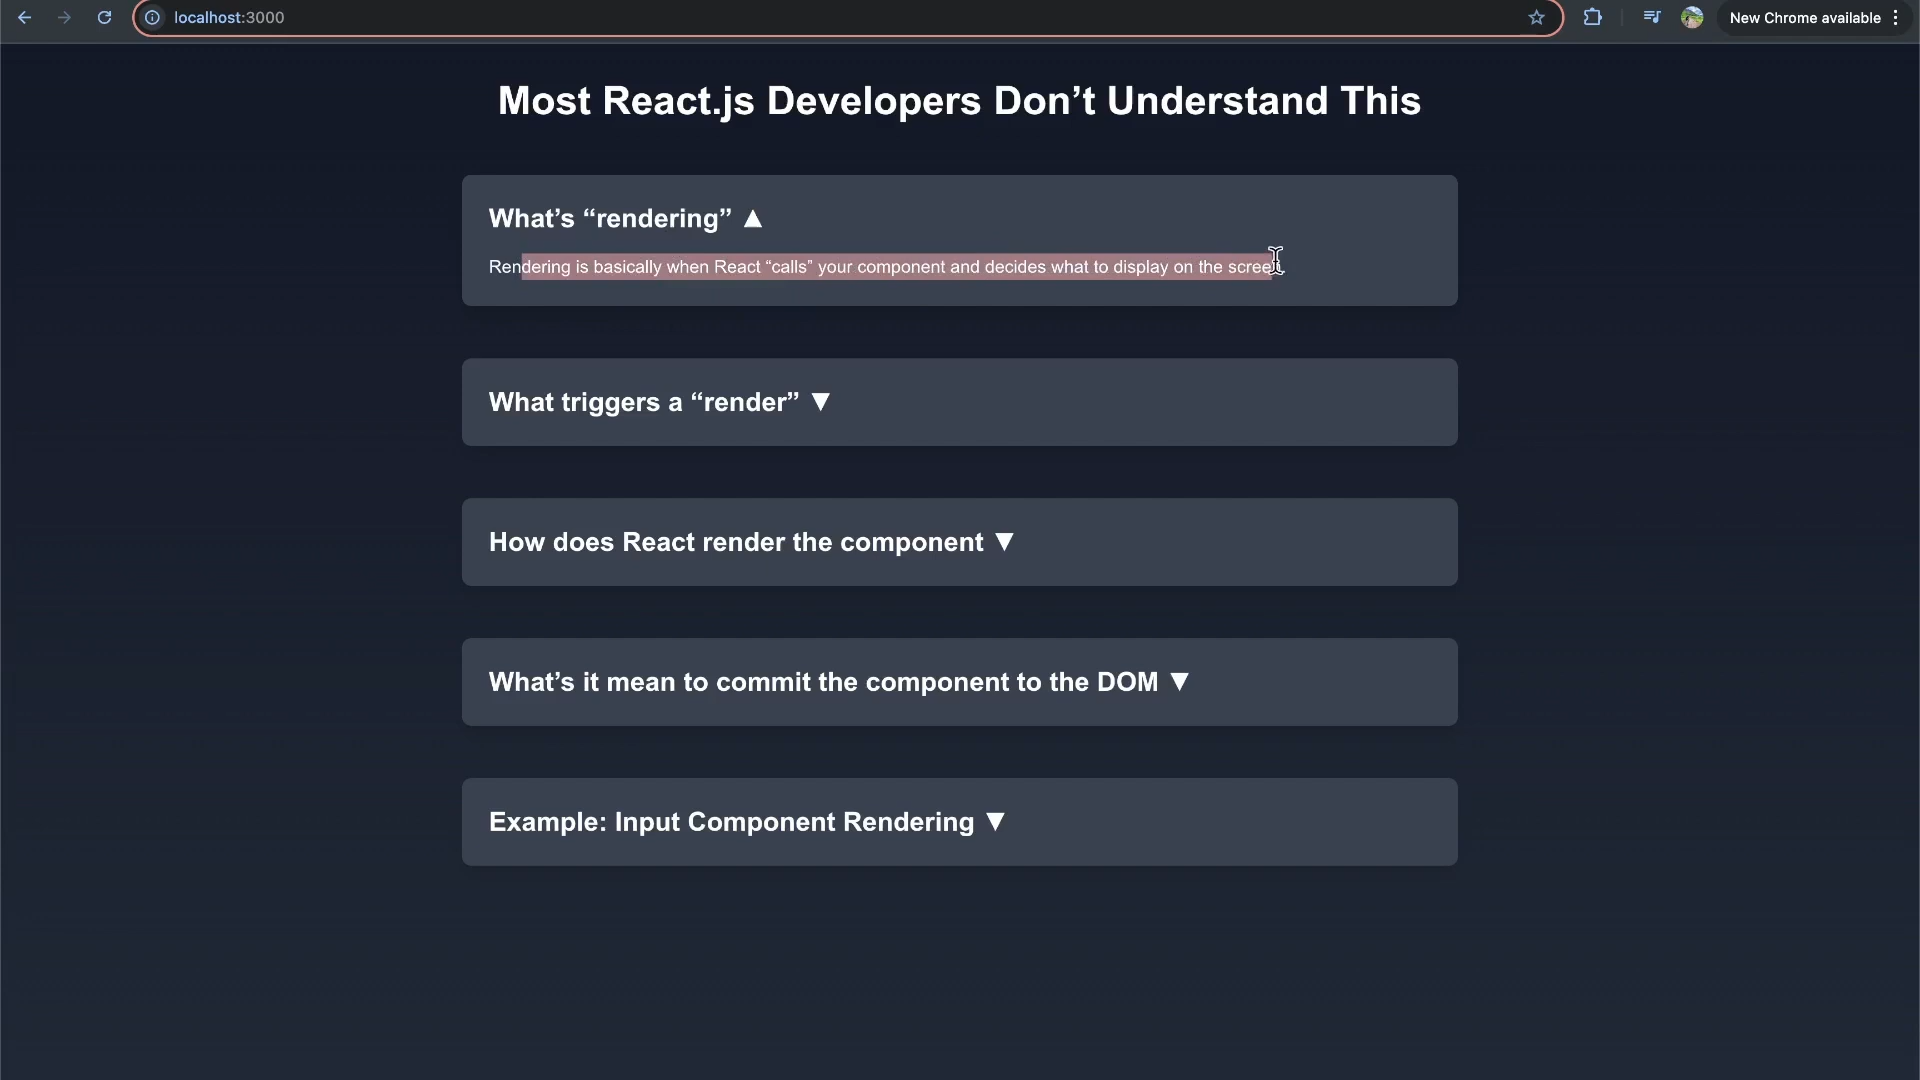 localhost:3000
New Chrome available
Most React.js Developers Don’t Understand This
What’s “rendering” ▲
Rendering is basically when React “calls” your component and decides what to display on the screen.
What triggers a “render” ▼
How does React render the component ▼
What’s it mean to commit the component to the DOM ▼
Example: Input Component Rendering ▼